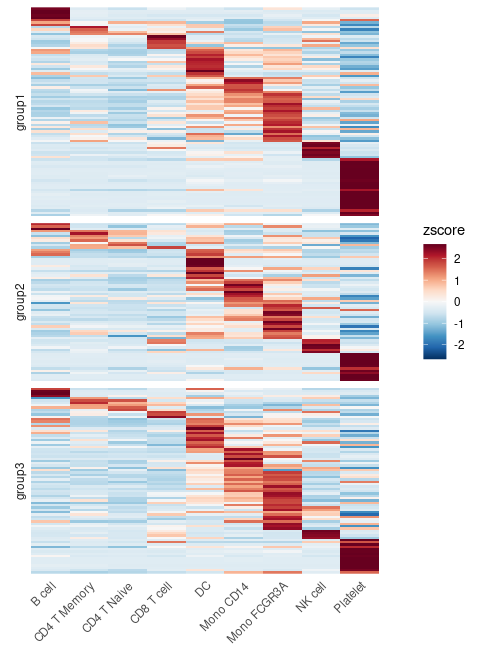 group1
group2
group3
zscore
2
1
0
-1
-2
B cell
CD4 T Memory
CD4 T Naive
CD8 T cell
DC
Mono CD14
Mono FCGR3A
NK cell
Platelet